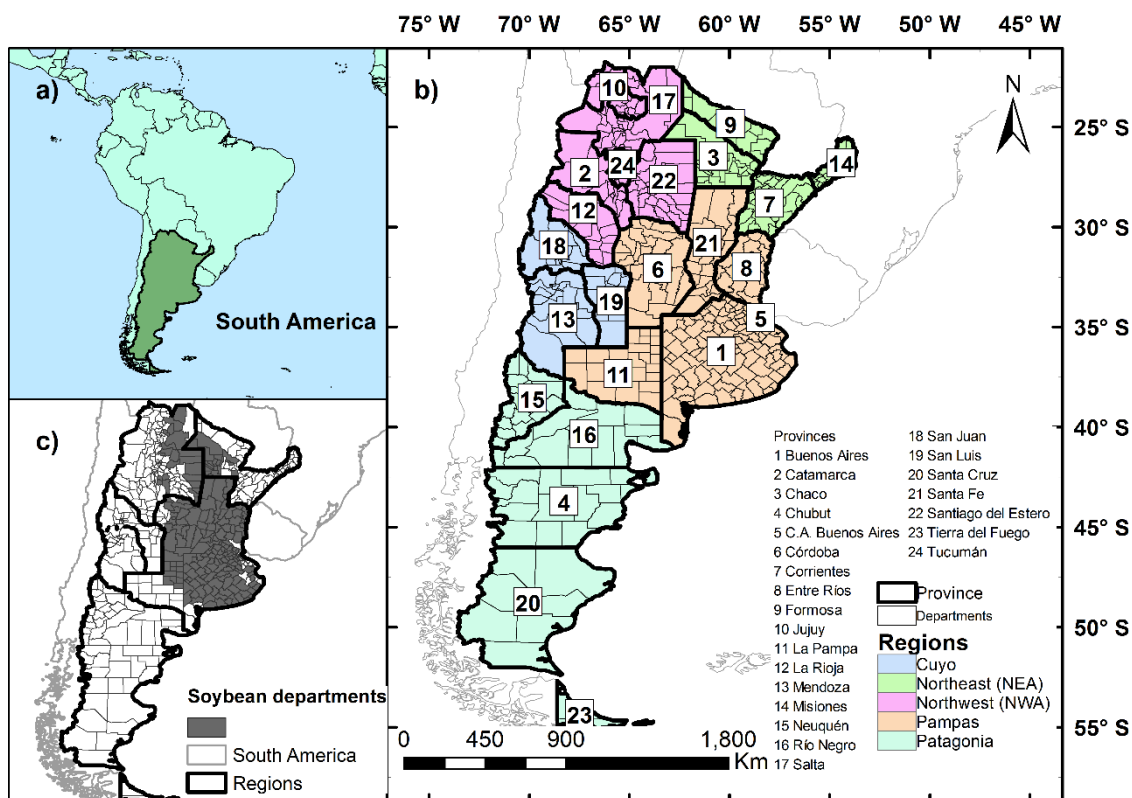 75° W 70° W 65° W 60° W 55° W 50° W 45° W
a)
South America
b)
N
10
17
9
25° S
3
14
24
2
22
7
12
30° S
21
18
6
8
19
5
13
35° S
1
11
15
16
40° S
4
45° S
20
50° S
23
55° S
Provinces
1 Buenos Aires
2 Catamarca
3 Chaco
4 Chubut
5 C.A. Buenos Aires
6 Córdoba
7 Corrientes
8 Entre Ríos
9 Formosa
10 Jujuy
11 La Pampa
12 La Rioja
13 Mendoza
14 Misiones
15 Neuquén
16 Río Negro
17 Salta
18 San Juan
19 San Luis
20 Santa Cruz
21 Santa Fe
22 Santiago del Estero
23 Tierra del Fuego
24 Tucumán
Province
Departments
Regions
Cuyo
Northeast (NEA)
Northwest (NWA)
Pampas
Patagonia
0 450 900 1,800
Km
c)
Soybean departments
South America
Regions